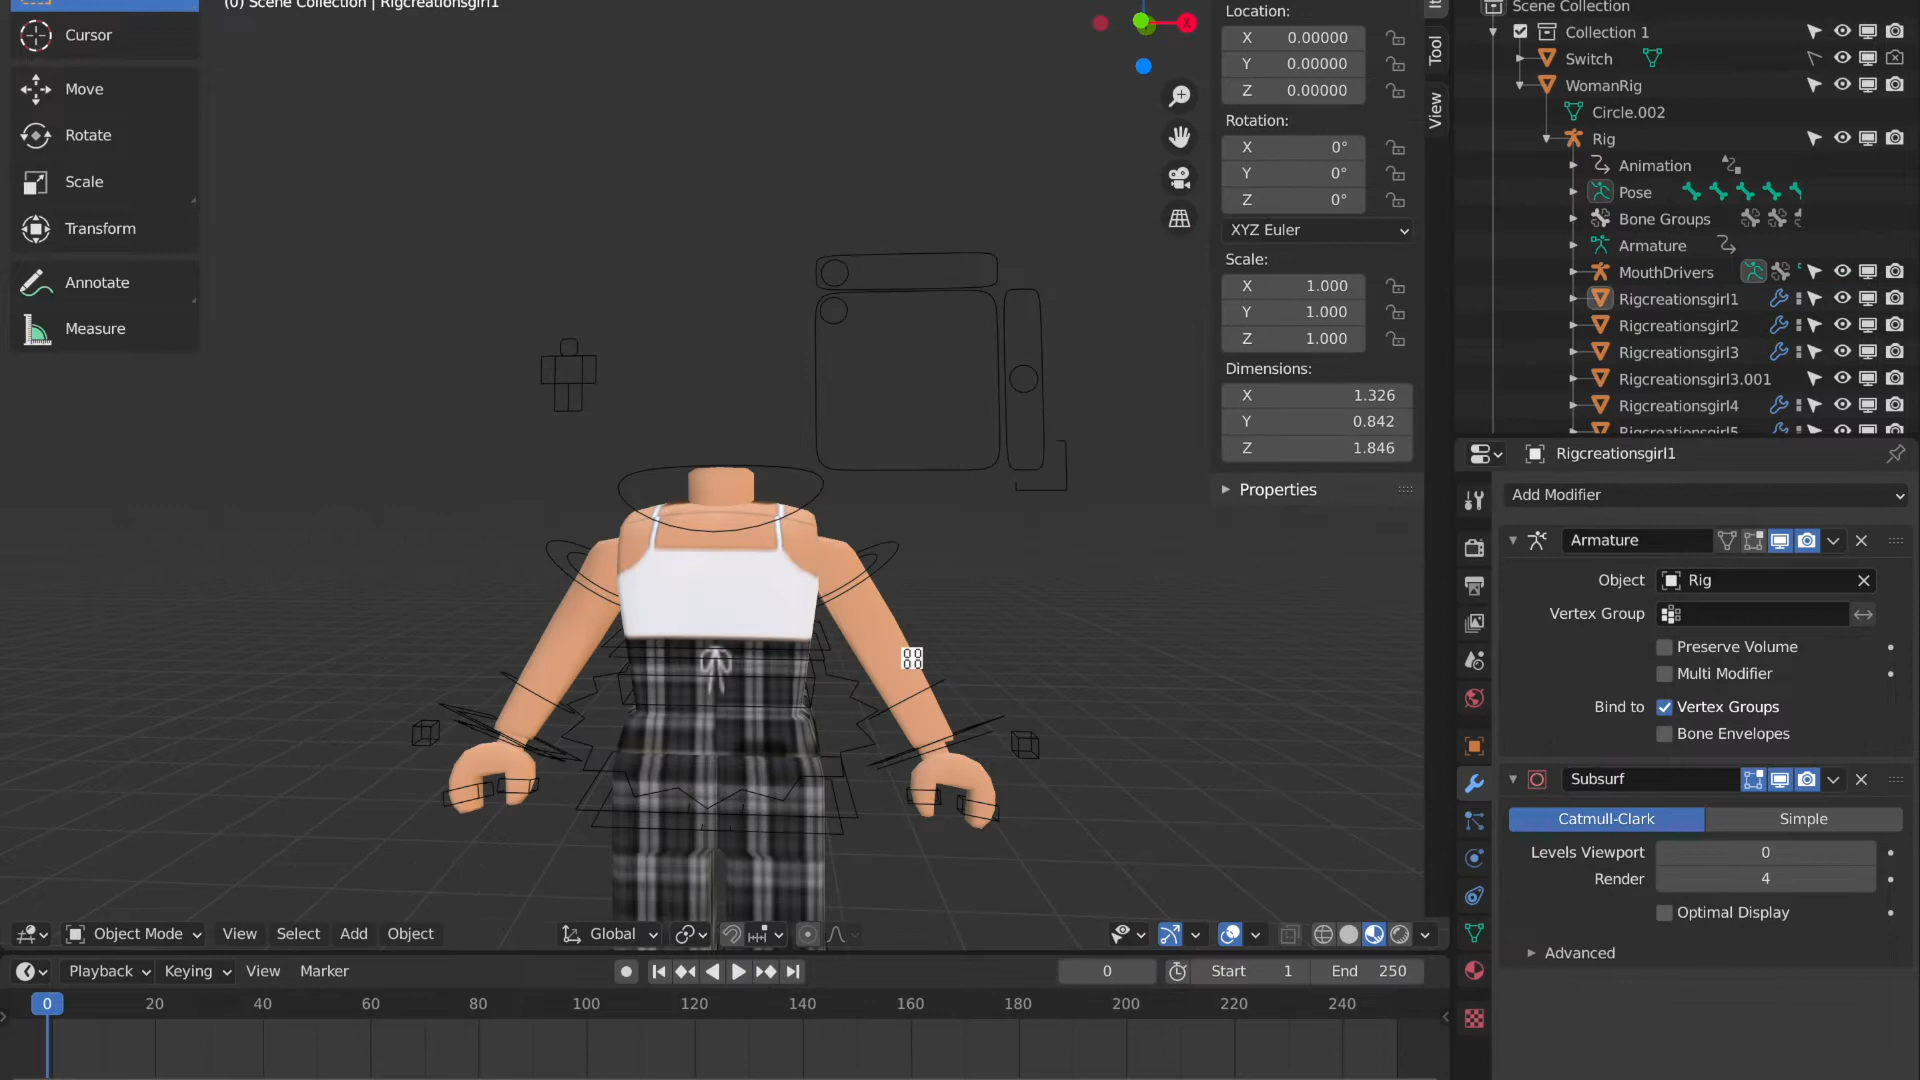 (0) Scene Collection | Rigcreationsgirl1
Cursor
Move
Rotate
Scale
Transform
Annotate
Measure
X
Location:
X 0.00000
Y 0.00000
Z 0.00000
Rotation:
X 0°
Y 0°
Z 0°
XYZ Euler
Scale:
X 1.000
Y 1.000
Z 1.000
Dimensions:
X 1.326
Y 0.842
Z 1.846
Properties
Tool
View
Scene Collection
Collection 1
Switch
WomanRig
Circle.002
Rig
Animation
Pose
Bone Groups
Armature
MouthDrivers
Rigcreationsgirl1
Rigcreationsgirl2
Rigcreationsgirl3
Rigcreationsgirl3.001
Rigcreationsgirl4
Rigcreationsgirl5
Rigcreationsgirl1
Add Modifier
Armature
Object Rig
Vertex Group
Preserve Volume
Multi Modifier
Bind to Vertex Groups
Bone Envelopes
Subsurf
Catmull-Clark Simple
Levels Viewport 0
Render 4
Optimal Display
Advanced
Object Mode View Select Add Object Global
Playback Keying View Marker 0 Start 1 End 250
0 20 40 60 80 100 120 140 160 180 200 220 240